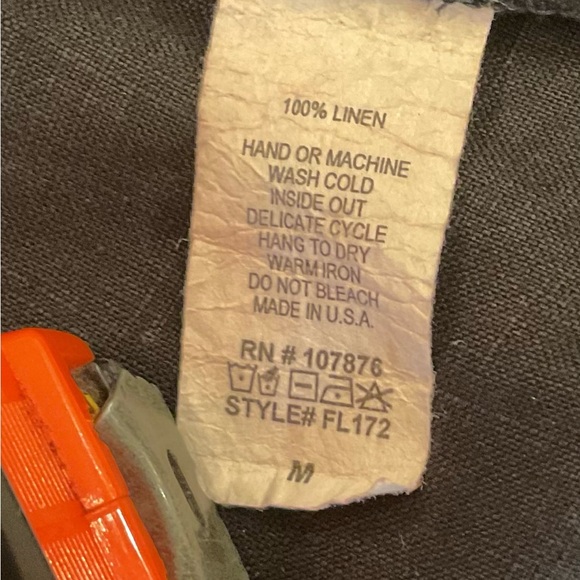 100% LINEN
HAND OR MACHINE
WASH COLD
INSIDE OUT
DELICATE CYCLE
HANG TO DRY
WARM IRON
DO NOT BLEACH
MADE IN U.S.A.
RN # 107876
STYLE# FL172
M